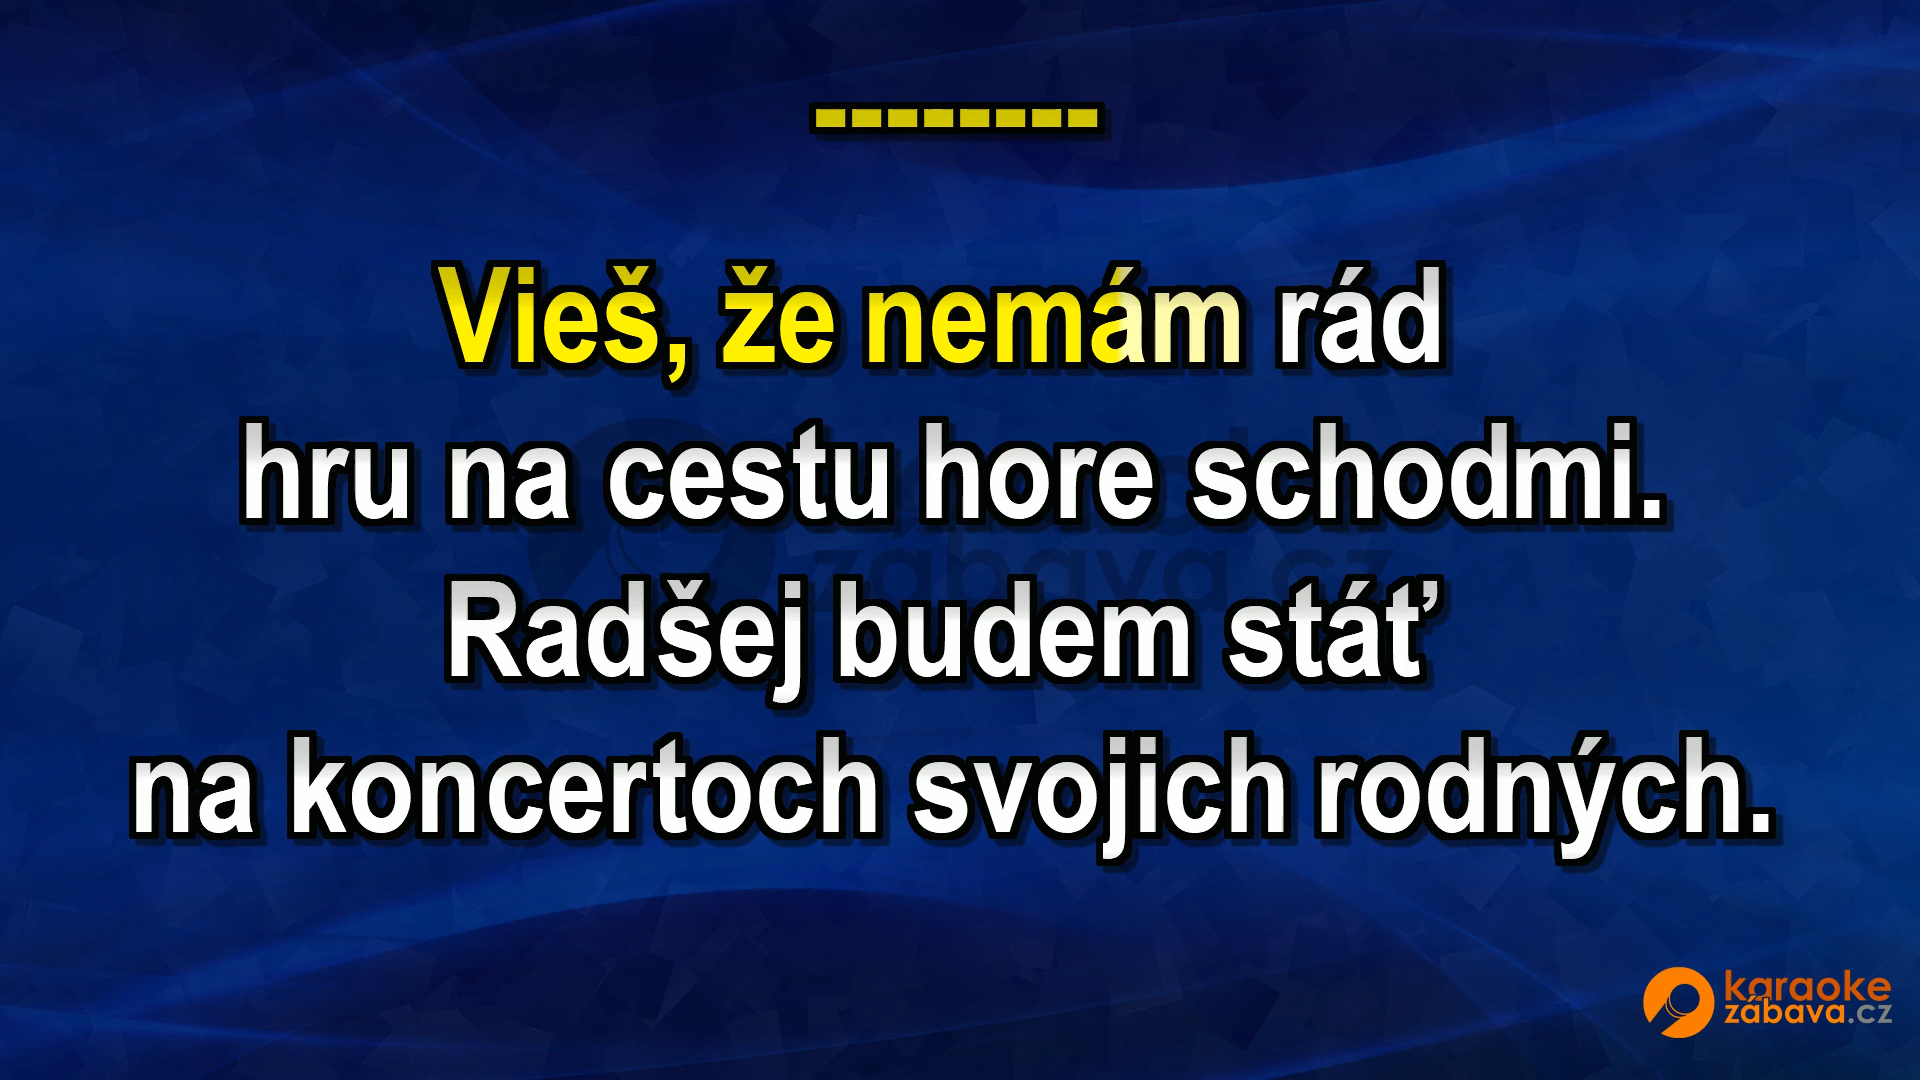 --------
Vieš, že nemám rád
hru na cestu hore schodmi.
Radšej budem stáť
na koncertoch svojich rodných.
karaoke
zábava.cz